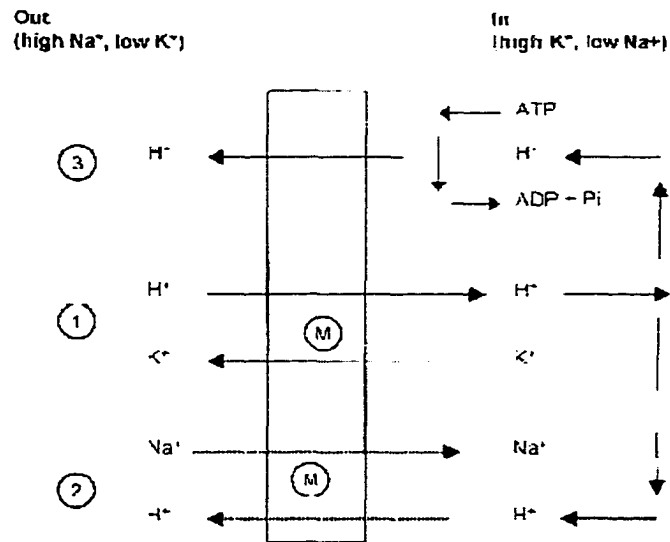 Out
(high Na⁺, low K⁺)
In
(high K⁺, low Na+)
ATP
3
H⁺
H⁺
ADP + Pi
H⁺
H⁺
1
M
K⁺
K⁺
Na⁺
Na⁺
M
2
H⁺
H⁺